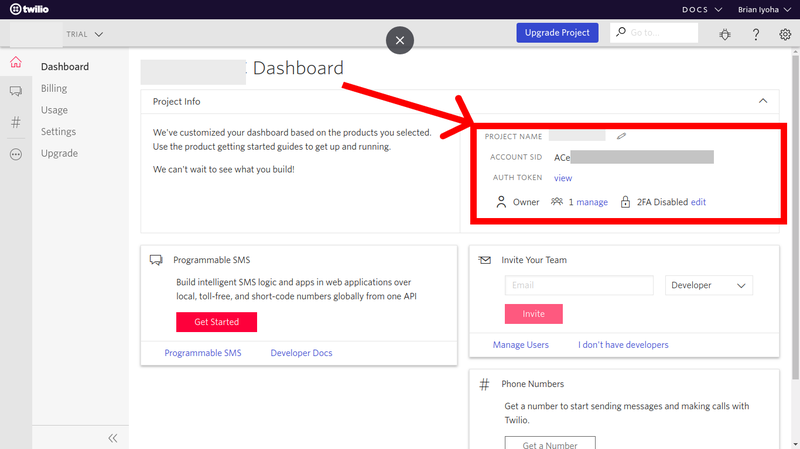 twilio
DOCS
Brian Iyoha
TRIAL
Upgrade Project
Go to...
Dashboard
Billing
Usage
Settings
Upgrade
Dashboard
Project Info
We've customized your dashboard based on the products you selected.
Use the product getting started guides to get up and running.
We can't wait to see what you build!
PROJECT NAME
ACCOUNT SID ACe
AUTH TOKEN view
Owner 1 manage 2FA Disabled edit
Programmable SMS
Build intelligent SMS logic and apps in web applications over
local, toll-free, and short-code numbers globally from one API
Get Started
Programmable SMS Developer Docs
Invite Your Team
Email Developer
Invite
Manage Users I don't have developers
Phone Numbers
Get a number to start sending messages and making calls with
Twilio.
Get a Number